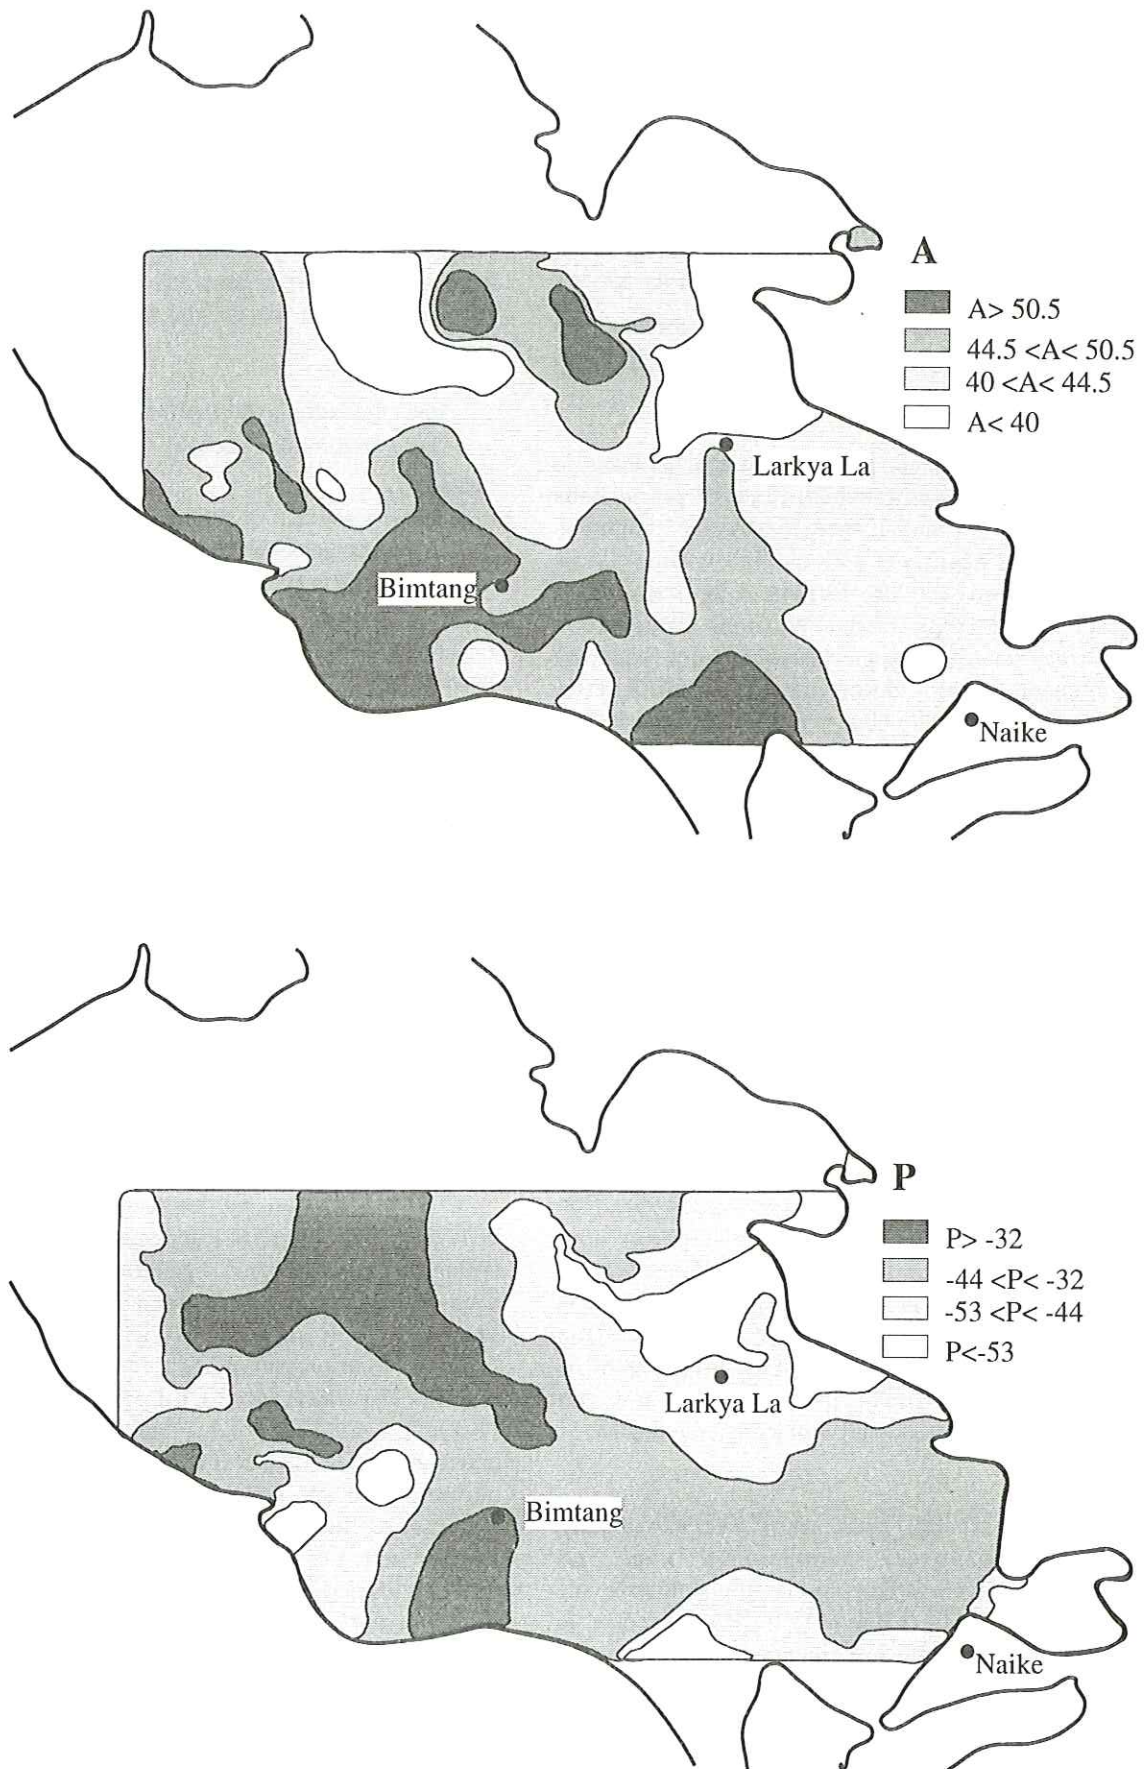 A
A> 50.5
44.5 <A< 50.5
40 <A< 44.5
A< 40
Larkya La
Bimtang
Naike
P
P> -32
-44 <P< -32
-53 <P< -44
P<-53
Larkya La
Bimtang
Naike